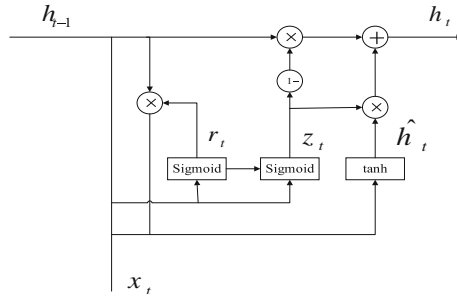 h_{t-1} h_t
× +
1-
× ×
r_t z_t ĥ_t
Sigmoid Sigmoid tanh
x_t